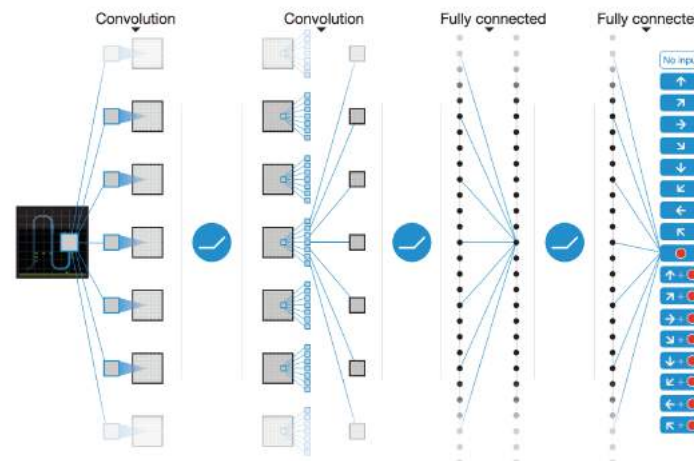 Convolution
Convolution
Fully connected
Fully connecte
No inpu